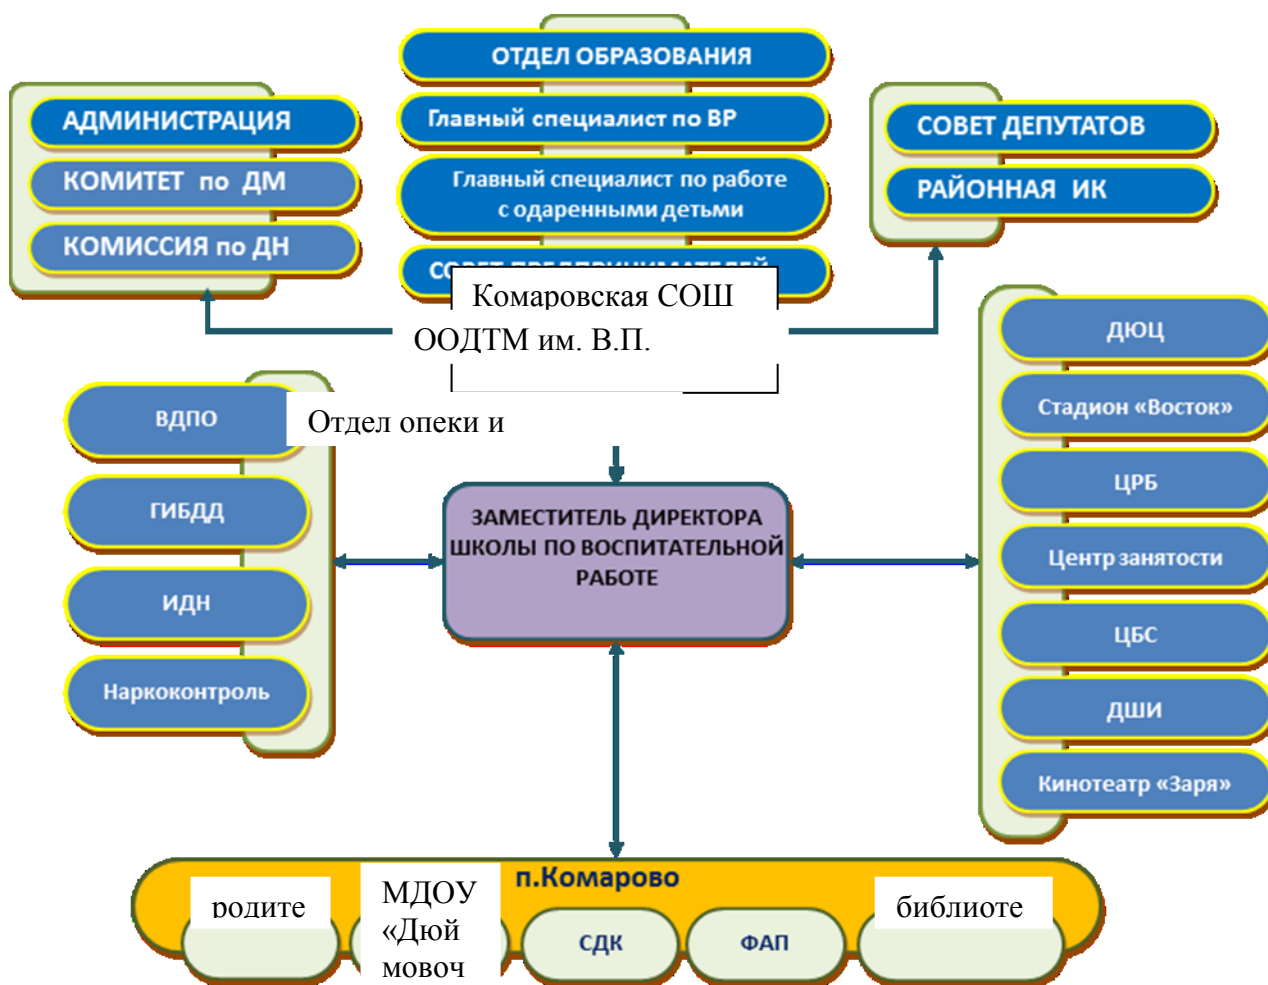 ОТДЕЛ ОБРАЗОВАНИЯ
Главный специалист по ВР
Главный специалист по работе
с одаренными детьми
СОВЕТ ПРЕДПРИНИМАТЕЛЕЙ
АДМИНИСТРАЦИЯ
КОМИТЕТ по ДМ
КОМИССИЯ по ДН
СОВЕТ ДЕПУТАТОВ
РАЙОННАЯ ИК
Комаровская СОШ
ООДТМ им. В.П.
ВДПО
Отдел опеки и
ГИБДД
ИДН
Наркоконтроль
ЗАМЕСТИТЕЛЬ ДИРЕКТОРА
ШКОЛЫ ПО ВОСПИТАТЕЛЬНОЙ
РАБОТЕ
ДЮЦ
Стадион «Восток»
ЦРБ
Центр занятости
ЦБС
ДШИ
Кинотеатр «Заря»
п.Комарово
родите
МДОУ
«Дюй
мовоч
СДК
ФАП
библиоте